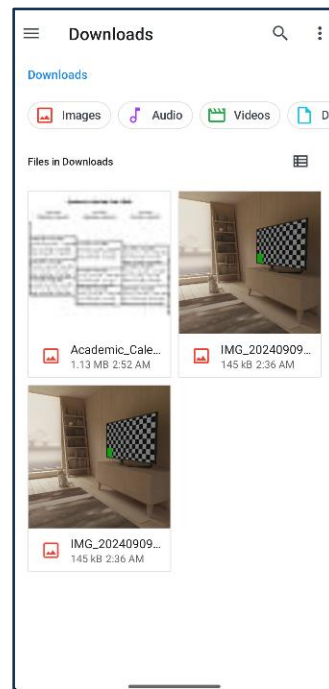 Downloads
Downloads
Images
Audio
Videos
D
Files in Downloads
Academic_Cale...
1.13 MB 2:52 AM
IMG_20240909...
145 kB 2:36 AM
IMG_20240909...
145 kB 2:36 AM